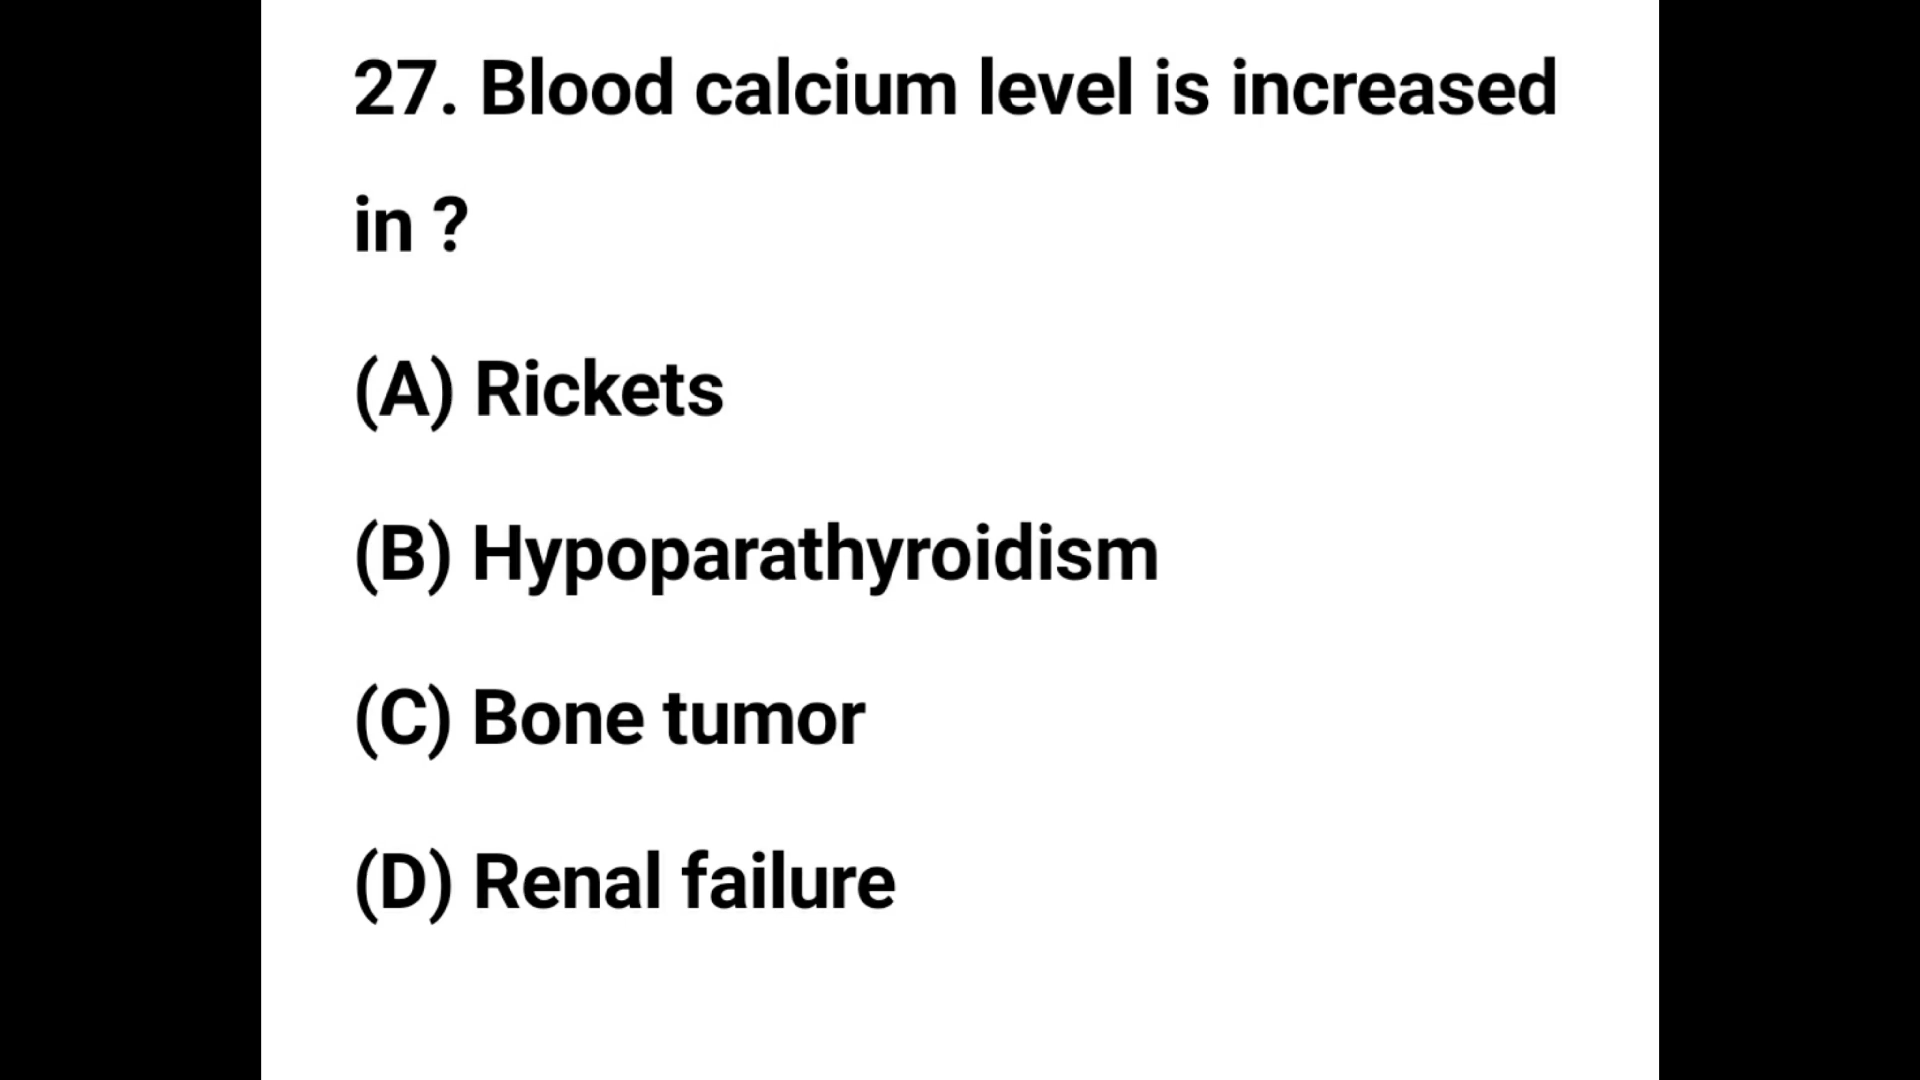 27. Blood calcium level is increased
in ?
(A) Rickets
(B) Hypoparathyroidism
(C) Bone tumor
(D) Renal failure